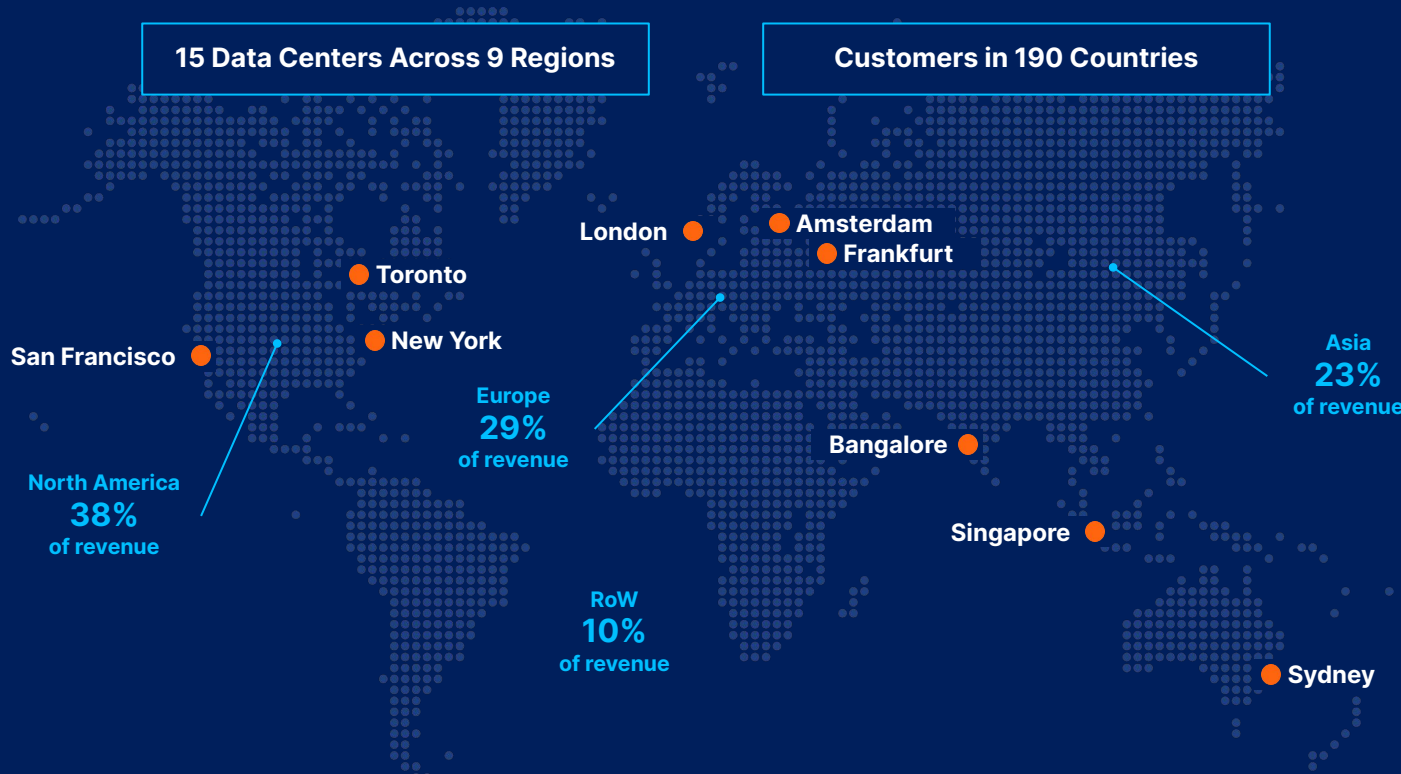 15 Data Centers Across 9 Regions
Customers in 190 Countries
London
Amsterdam
Frankfurt
Toronto
New York
San Francisco
Asia
23%
of revenue
Europe
29%
of revenue
Bangalore
North America
38%
of revenue
Singapore
RoW
10%
of revenue
Sydney